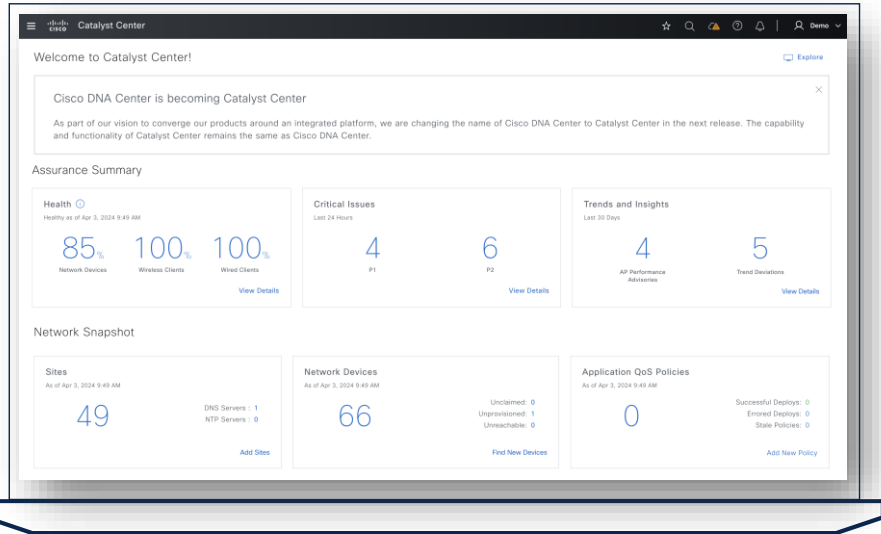 cisco Catalyst Center
Demo
Welcome to Catalyst Center!
Explore
Cisco DNA Center is becoming Catalyst Center
As part of our vision to converge our products around an integrated platform, we are changing the name of Cisco DNA Center to Catalyst Center in the next release. The capability
and functionality of Catalyst Center remains the same as Cisco DNA Center.
Assurance Summary
Health
Healthy as of Apr 3, 2024 9:49 AM
85% 100% 100%
Network Devices Wireless Clients Wired Clients
View Details
Critical Issues
Last 24 Hours
4 6
P1 P2
View Details
Trends and Insights
Last 30 Days
4 5
AP Performance
Advisories
Trend Deviations
View Details
Network Snapshot
Sites
As of Apr 3, 2024 9:49 AM
49
DNS Servers : 1
NTP Servers : 0
Add Sites
Network Devices
As of Apr 3, 2024 9:49 AM
66
Unclaimed: 0
Unprovisioned: 1
Unreachable: 0
Find New Devices
Application QoS Policies
As of Apr 3, 2024 9:49 AM
0
Successful Deploys: 0
Errored Deploys: 0
Stale Policies: 0
Add New Policy